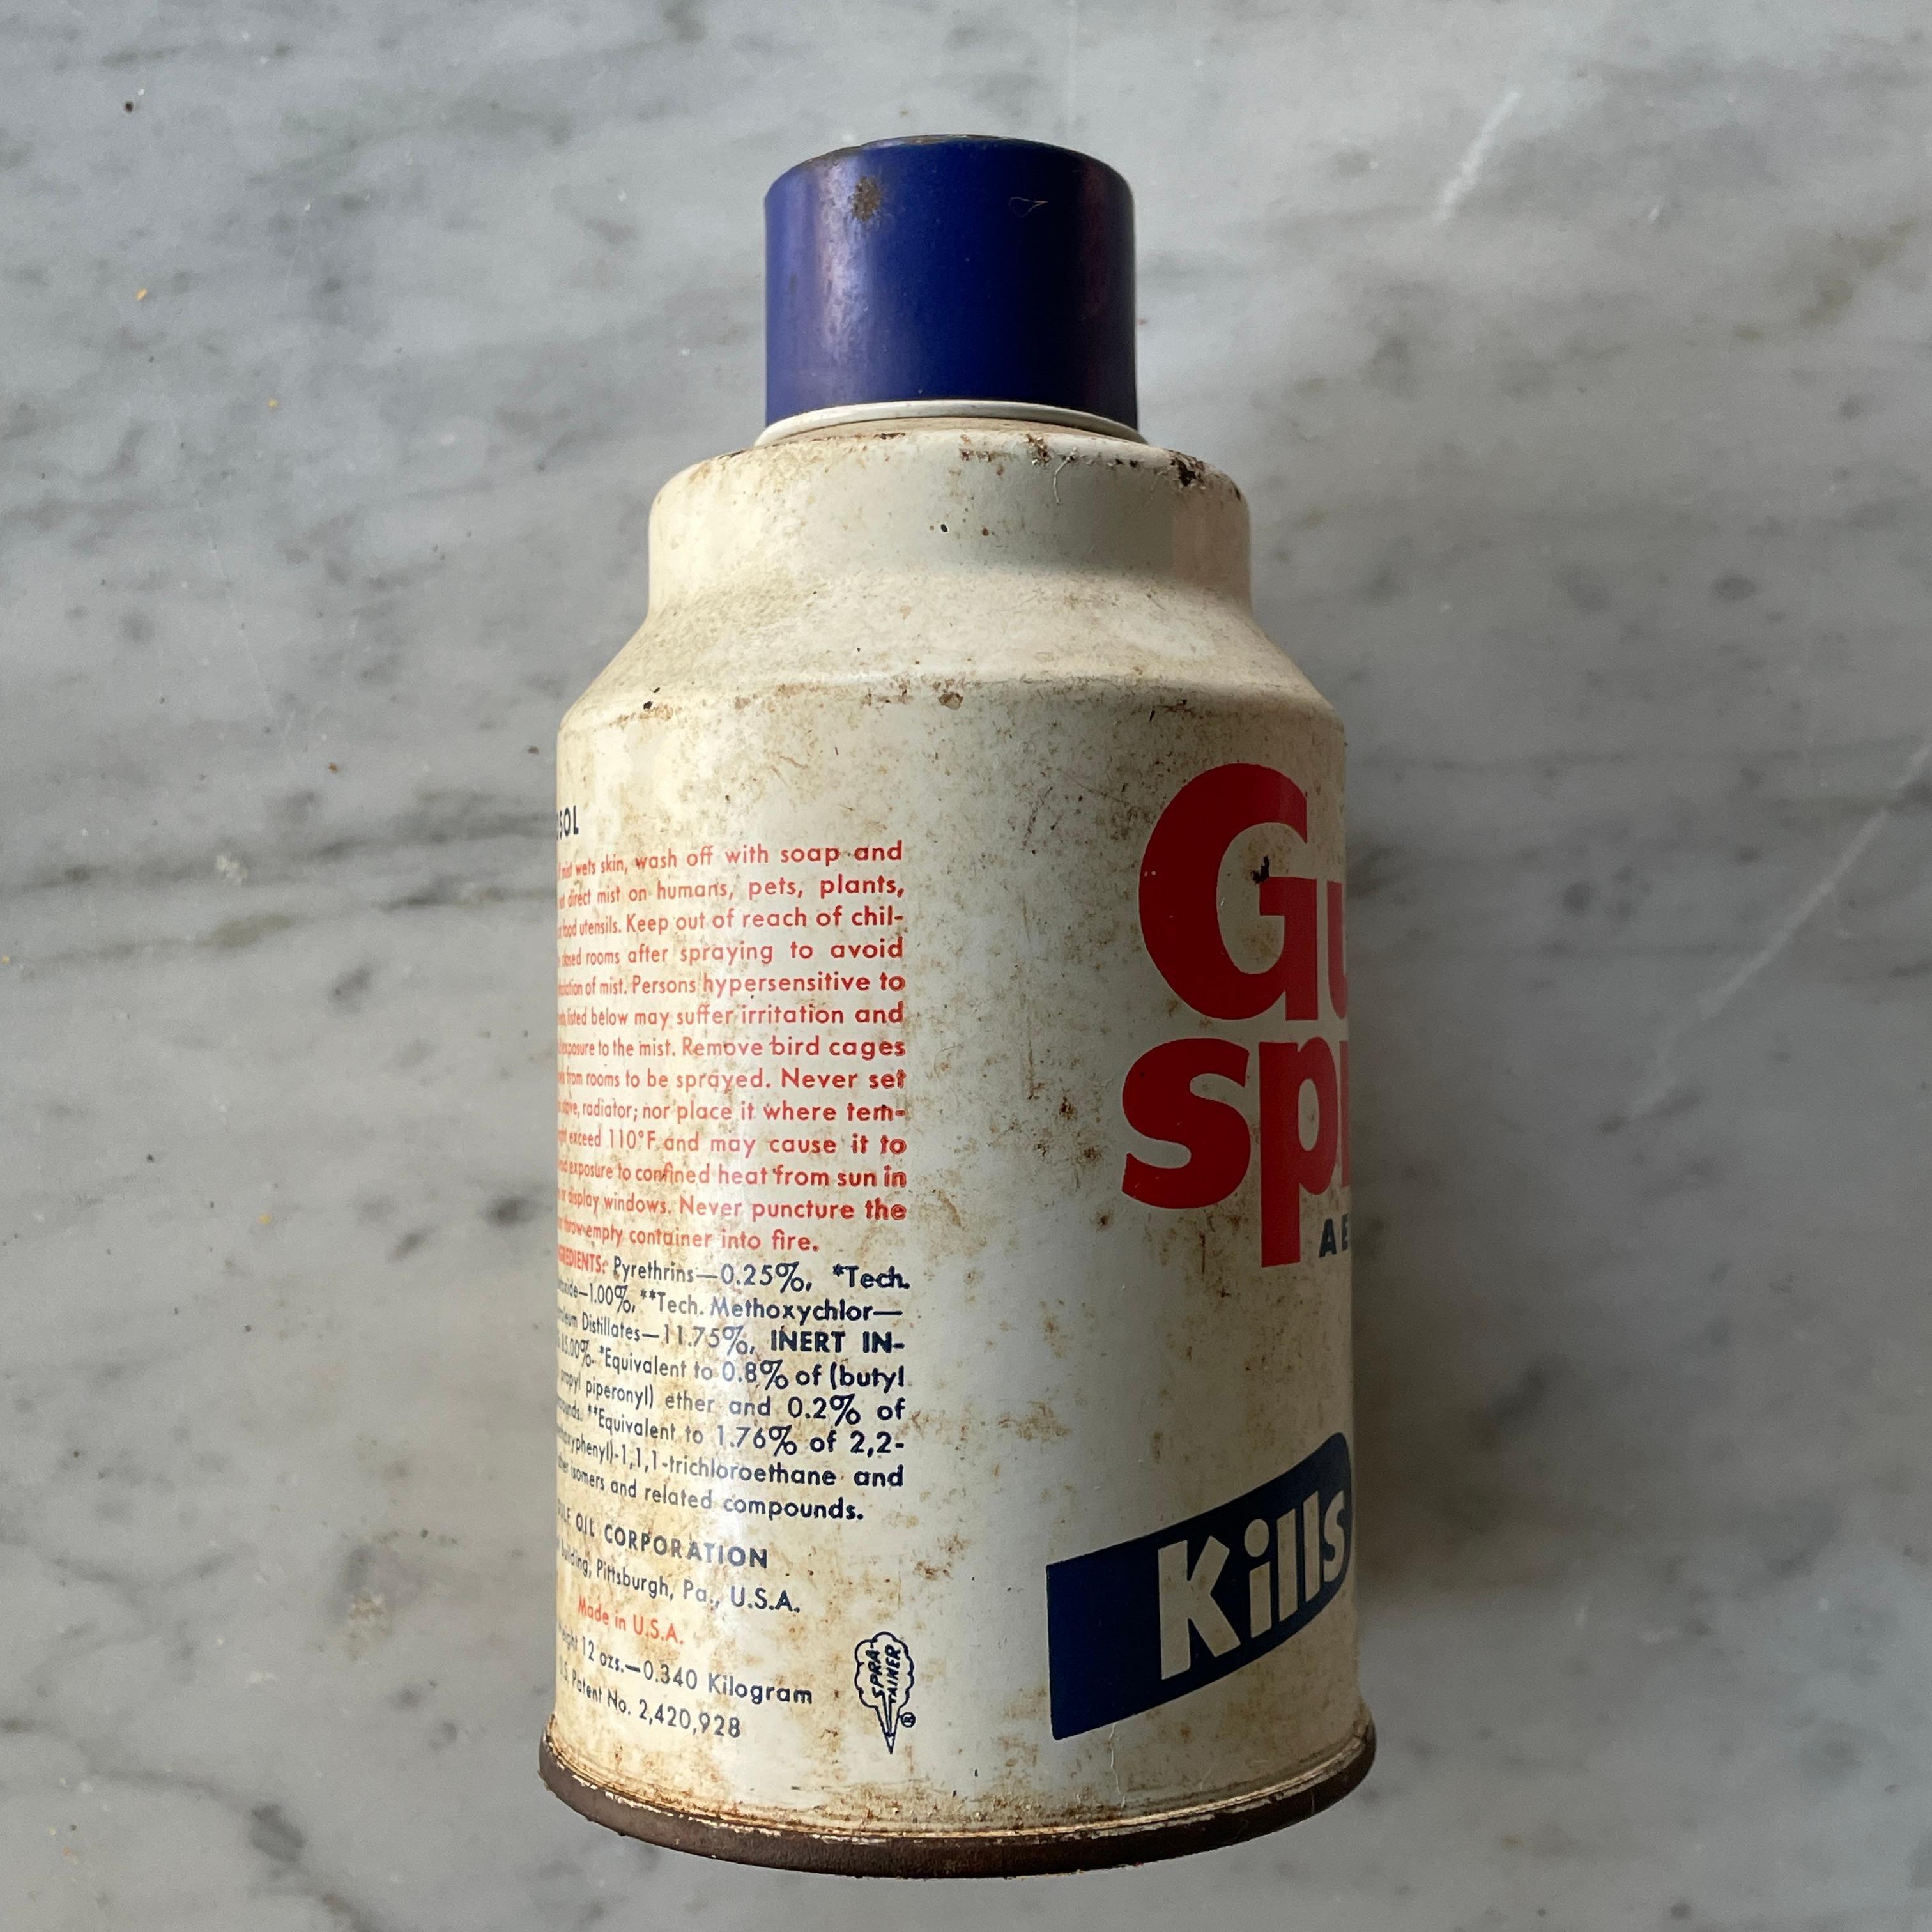 SOL
mist wets skin, wash off with soap and
direct mist on humans, pets, plants,
food utensils. Keep out of reach of chil-
closed rooms after spraying to avoid
of mist. Persons hypersensitive to
listed below may suffer irritation and
exposure to the mist. Remove bird cages
from rooms to be sprayed. Never set
radiator; nor place it where tem-
exceed 110°F and may cause it to
exposure to confined heat from sun in
display windows. Never puncture the
throw empty container into fire.
Pyrethrins—0.25%, *Tech.
—1.00%, **Tech. Methoxychlor—
Distillates—11.75%, INERT IN-
*Equivalent to 0.8% of (butyl
propyl piperonyl) ether and 0.2% of
**Equivalent to 1.76% of 2,2-
1,1,1-trichloroethane and
isomers and related compounds.
OIL CORPORATION
Building, Pittsburgh, Pa., U.S.A.
Made in U.S.A.
12 ozs.—0.340 Kilogram
Patent No. 2,420,928
SPRA-
TAINER
®
Gu
spr
AE
Kills